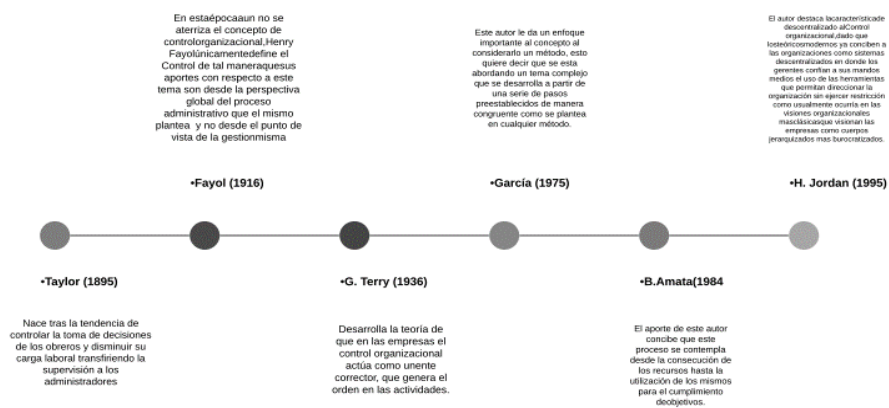 En estaépocaaun no se
aterriza el concepto de
controlorganizacional,Henry
Fayolúnicamentedefine el
Control de tal maneraquesus
aportes con respecto a este
tema son desde la perspectiva
global del proceso
administrativo que el mismo
plantea y no desde el punto de
vista de la gestionmisma
Este autor le da un enfoque
importante al concepto al
considerarlo un método, esto
quiere decir que se esta
abordando un tema complejo
que se desarrolla a partir de
una serie de pasos
preestablecidos de manera
congruente como se plantea
en cualquier método.
El autor destaca lacaracterísticade
descentralizado alControl
organizacional,dado que
losteóricosmodernos ya conciben a
las organizaciones como sistemas
descentralizados en donde los
gerentes confian a sus mandos
medios el uso de las herramientas
que permitan direccionar la
organización sin ejercer restricción
como usualmente ocurría en las
visiones organizacionales
masclásicasque visionan las
empresas como cuerpos
jerarquizados mas burocratizados.
•Fayol (1916)
•García (1975)
•H. Jordan (1995)
•Taylor (1895)
•G. Terry (1936)
•B.Amata(1984
Nace tras la tendencia de
controlar la toma de decisiones
de los obreros y disminuir su
carga laboral transfiriendo la
supervisión a los
administradores
Desarrolla la teoría de
que en las empresas el
control organizacional
actúa como unente
corrector, que genera el
orden en las actividades.
El aporte de este autor
concibe que este
proceso se contempla
desde la consecución de
los recursos hasta la
utilización de los mismos
para el cumplimiento
deobjetivos.